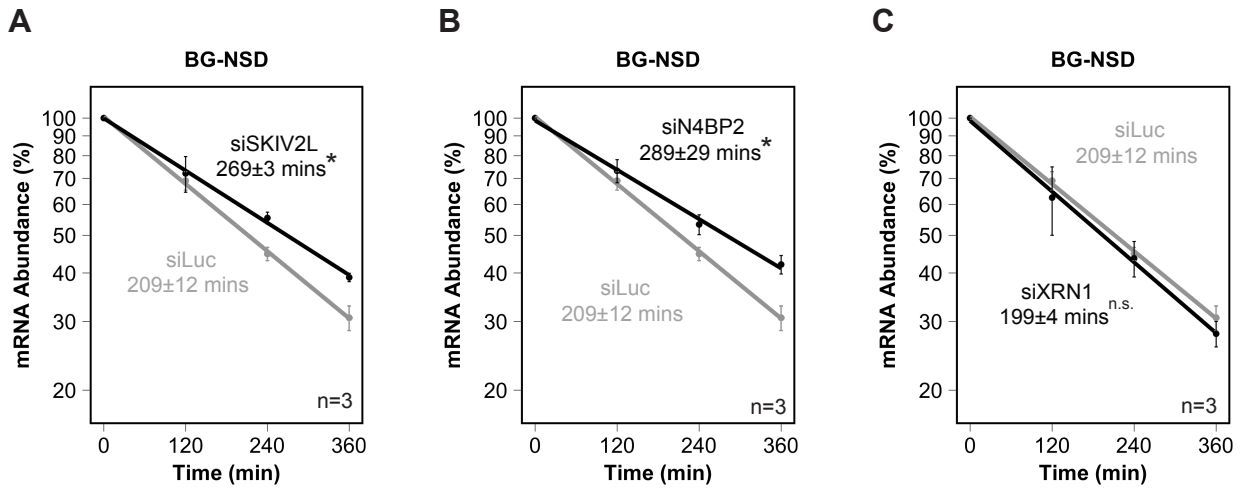 A
BG-NSD
mRNA Abundance (%)
100
90
80
70
60
50
40
30
20
siSKIV2L
269±3 mins*
siLuc
209±12 mins
n=3
0 120 240 360
Time (min)
B
BG-NSD
mRNA Abundance (%)
100
90
80
70
60
50
40
30
20
siN4BP2
289±29 mins*
siLuc
209±12 mins
n=3
0 120 240 360
Time (min)
C
BG-NSD
mRNA Abundance (%)
100
90
80
70
60
50
40
30
20
siLuc
209±12 mins
siXRN1
199±4 mins n.s.
n=3
0 120 240 360
Time (min)